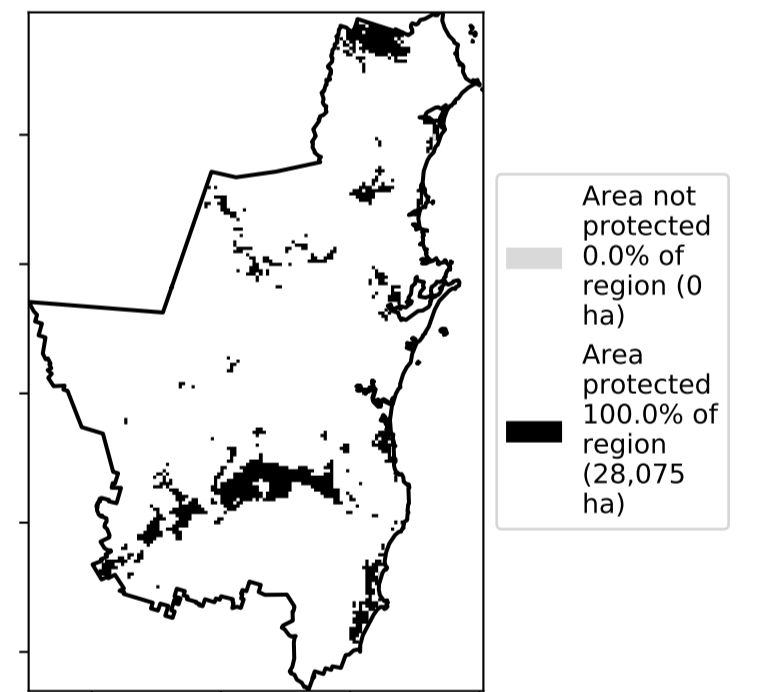 Area not
protected
0.0% of
region (0
ha)
Area
protected
100.0% of
region
(28,075
ha)